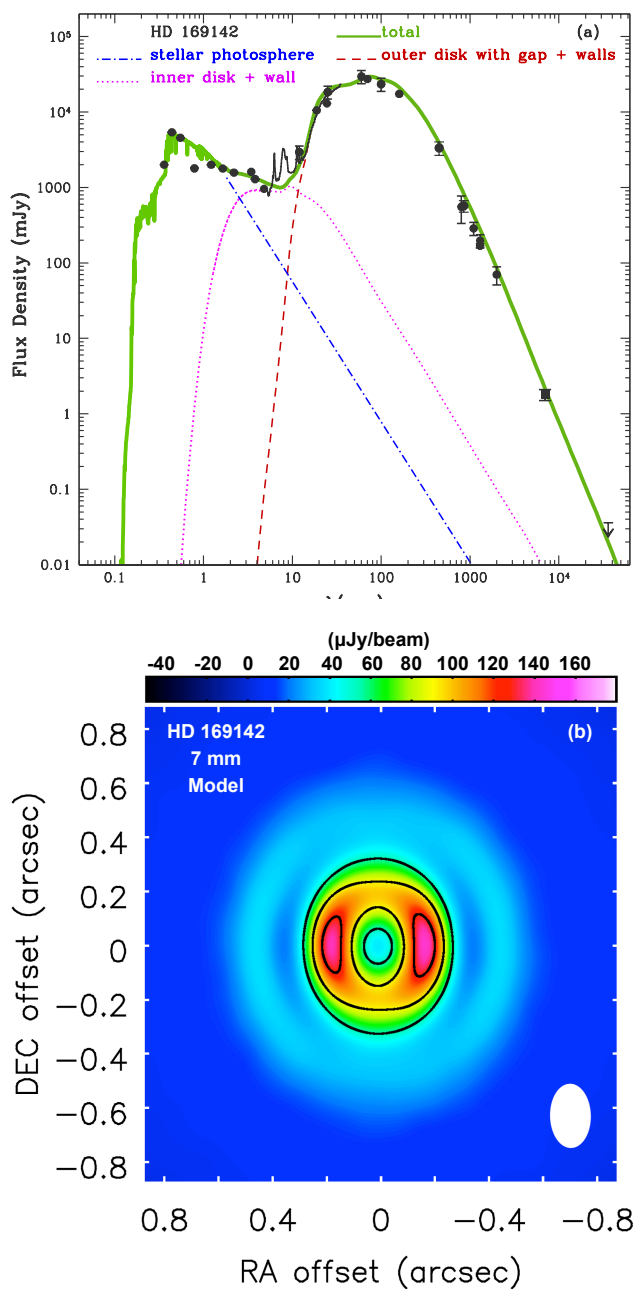 10⁵
HD 169142 total (a)
stellar photosphere outer disk with gap + walls
inner disk + wall
10⁴
1000
100
10
1
0.1
0.01
Flux Density (mJy)
0.1 1 10 100 1000 10⁴
(μJy/beam)
-40 -20 0 20 40 60 80 100 120 140 160
HD 169142 (b)
7 mm
Model
0.8
0.6
0.4
0.2
0
−0.2
−0.4
−0.6
−0.8
DEC offset (arcsec)
0.8 0.4 0 −0.4 −0.8
RA offset (arcsec)